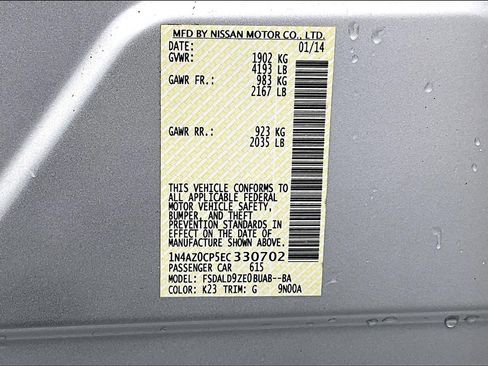 MFD BY NISSAN MOTOR CO., LTD.
DATE: 01/14
GVWR: 1902 KG
4193 LB
GAWR FR: 983 KG
2167 LB
GAWR RR: 923 KG
2035 LB
THIS VEHICLE CONFORMS TO
ALL APPLICABLE FEDERAL
MOTOR VEHICLE SAFETY,
BUMPER, AND THEFT
PREVENTION STANDARDS
IN EFFECT ON THE DATE OF
MANUFACTURE SHOWN ABOVE.
1N4AZ0CP5EC330702
PASSENGER CAR 615
MODEL: FSDALD9ZE0BUAB--BA
COLOR: K23 TRIM: G 9N00A